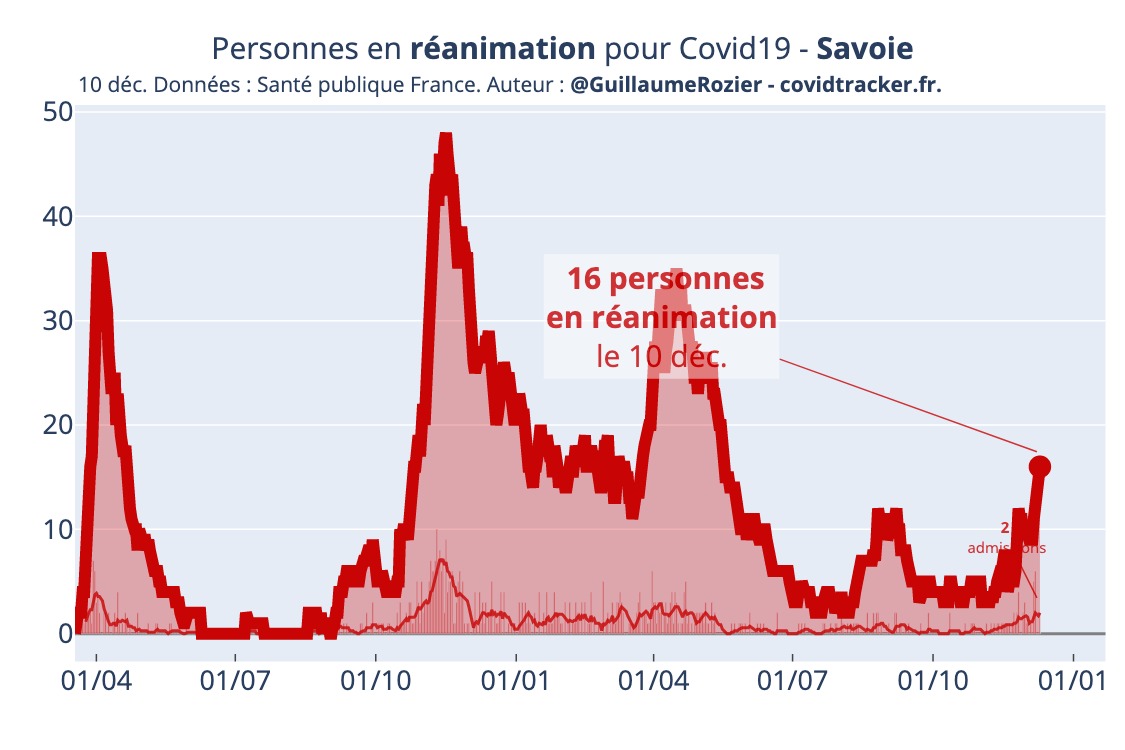 Personnes en réanimation pour Covid19 - Savoie
10 déc. Données : Santé publique France. Auteur : @GuillaumeRozier - covidtracker.fr.
50
40
30
20
10
0
16 personnes
en réanimation
le 10 déc.
2
admissions
01/04
01/07
01/10
01/01
01/04
01/07
01/10
01/01